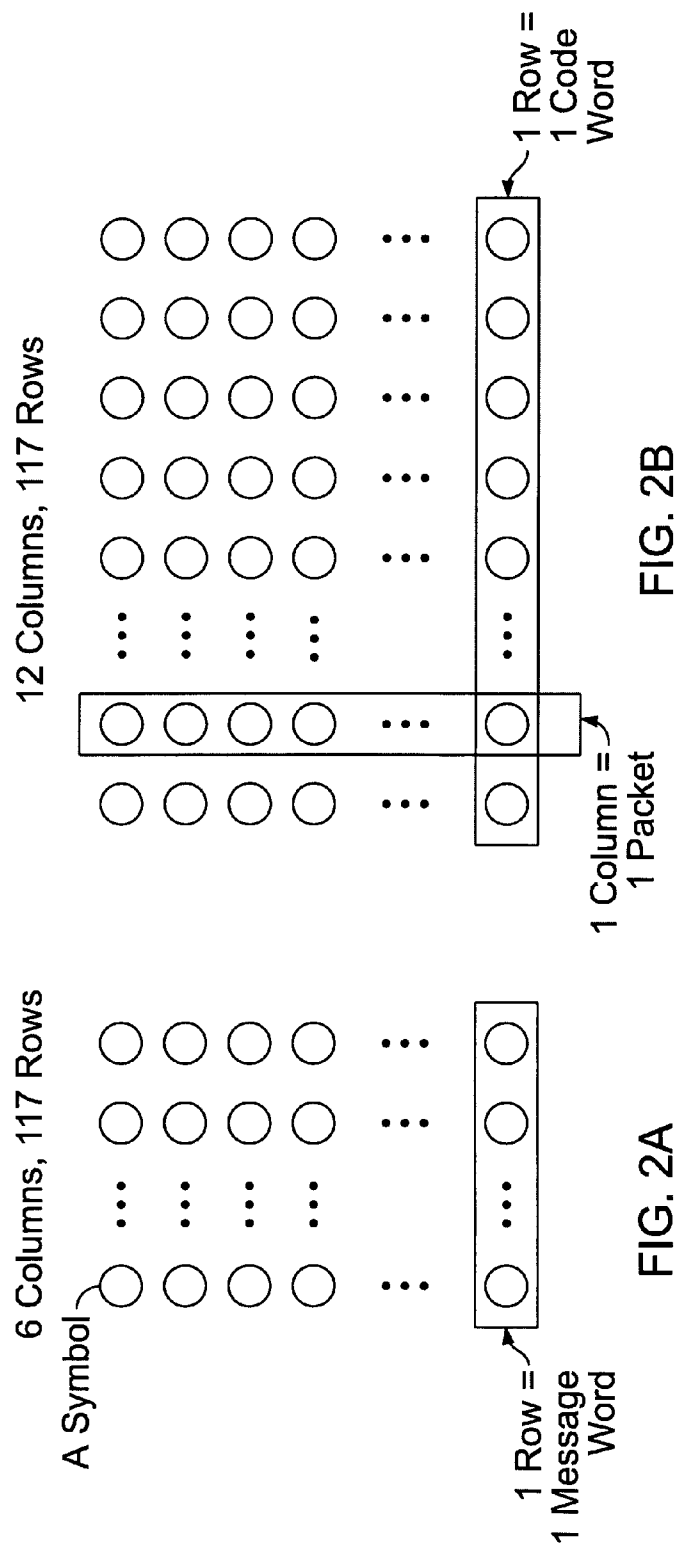 6 Columns, 117 Rows
A Symbol
1 Row =
1 Message
Word
FIG. 2A
12 Columns, 117 Rows
1 Column =
1 Packet
1 Row =
1 Code
Word
FIG. 2B